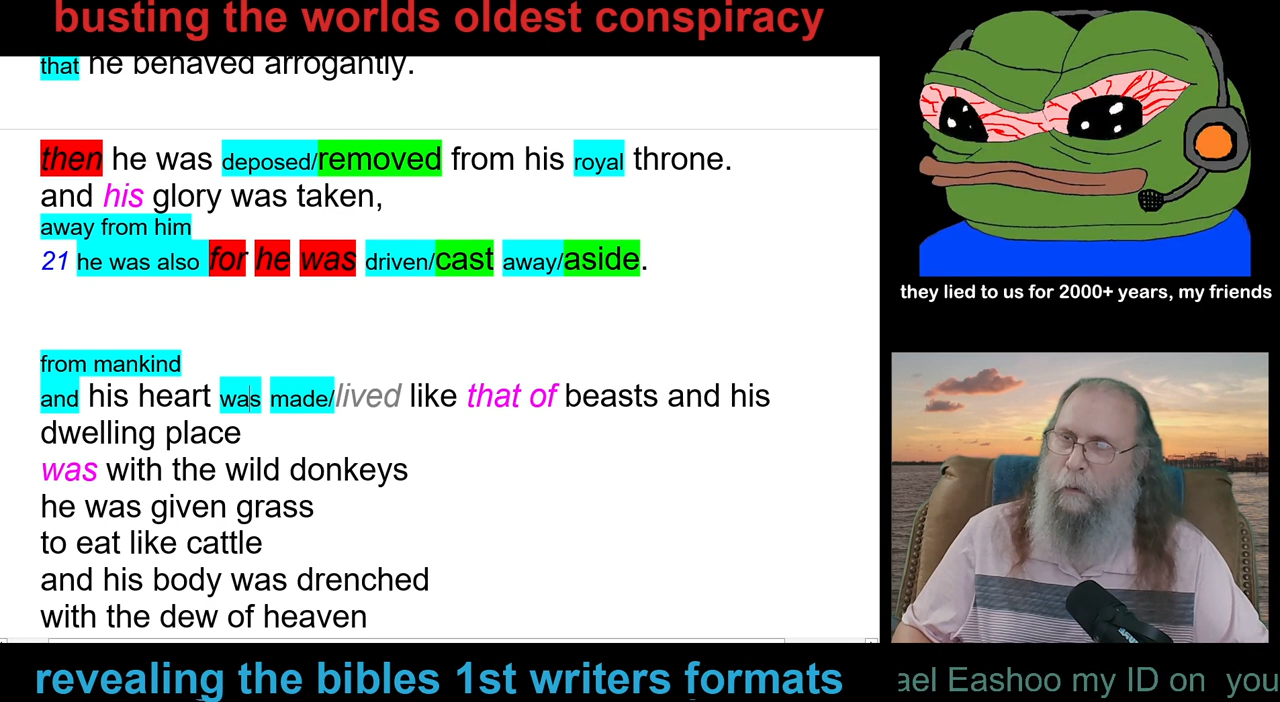 busting the worlds oldest conspiracy
that he behaved arrogantly.
then he was deposed/removed from his royal throne.
and his glory was taken,
away from him
21 he was also for he was driven/cast away/aside.
from mankind
and his heart was made/lived like that of beasts and his
dwelling place
was with the wild donkeys
he was given grass
to eat like cattle
and his body was drenched
with the dew of heaven
they lied to us for 2000+ years, my friends
revealing the bibles 1st writers formats
ael Eashoo my ID on you